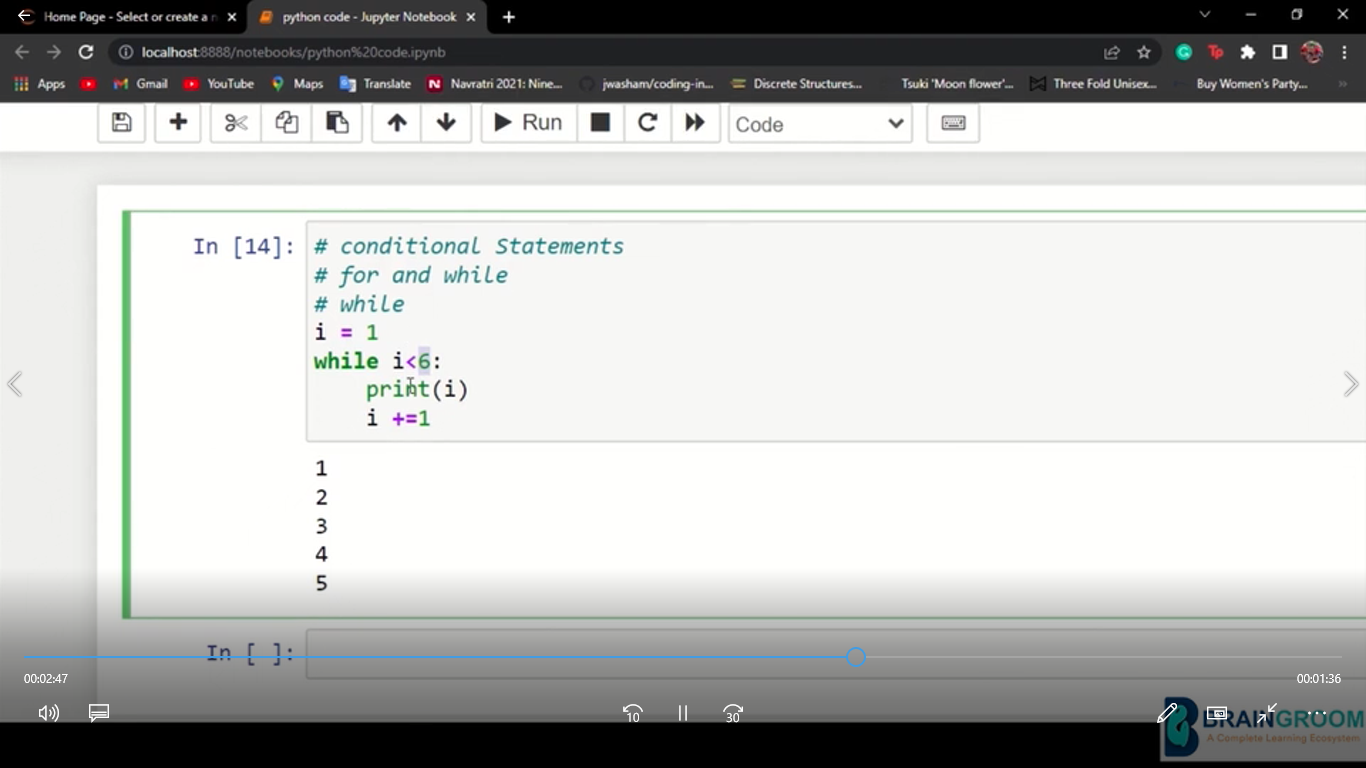 Home Page - Select or create a n
python code - Jupyter Notebook
localhost:8888/notebooks/python%20code.ipynb
Apps
Gmail
YouTube
Maps
Translate
Navratri 2021: Nine...
jwasham/coding-in...
Discrete Structures...
Tsuki 'Moon flower'...
Three Fold Unisex...
Buy Women's Party...
»
Run
Code
In [14]:
# conditional Statements
# for and while
# while
i = 1
while i<6:
    print(i)
    i +=1
1
2
3
4
5
In [ ]:
00:02:47
00:01:36
10
30
BRAINGROOM
A Complete Learning Ecosystem